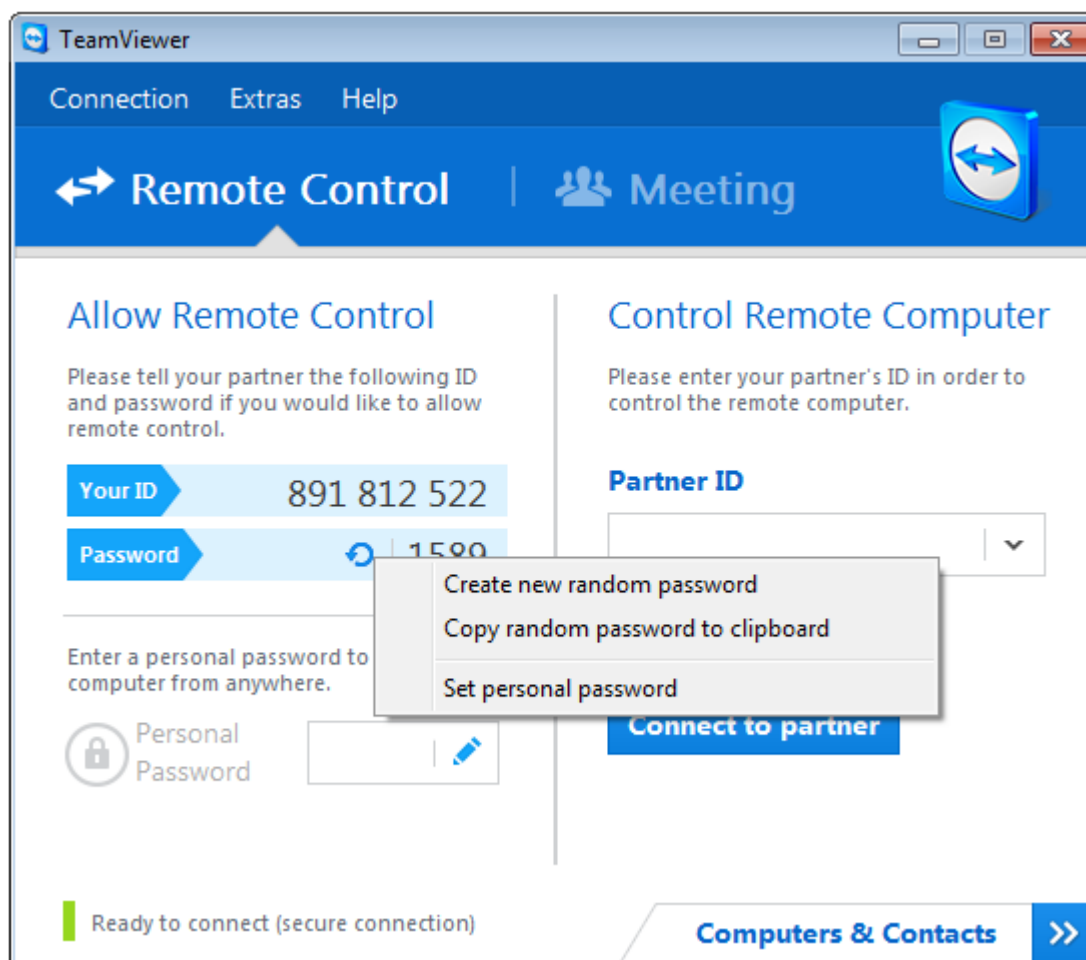 TeamViewer
Connection Extras Help
Remote Control Meeting
Allow Remote Control
Please tell your partner the following ID
and password if you would like to allow
remote control.
Your ID 891 812 522
Password 1589
Enter a personal password to
computer from anywhere.
Personal
Password
Control Remote Computer
Please enter your partner's ID in order to
control the remote computer.
Partner ID
Create new random password
Copy random password to clipboard
Set personal password
Connect to partner
Ready to connect (secure connection)
Computers & Contacts